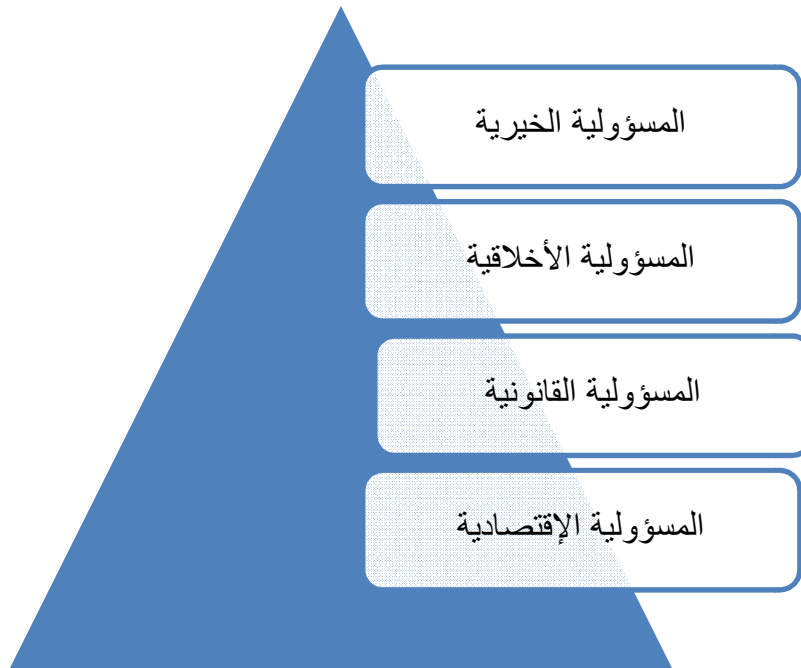 المسؤولية الخيرية
المسؤولية الأخلاقية
المسؤولية القانونية
المسؤولية الإقتصادية